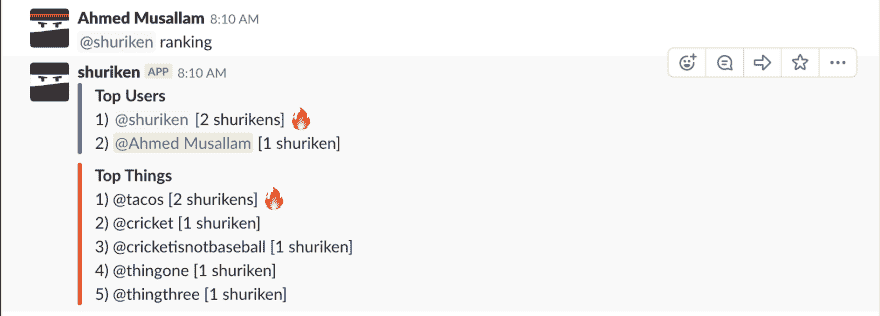 Ahmed Musallam 8:10 AM
@shuriken ranking
shuriken APP 8:10 AM
Top Users
1) @shuriken [2 shurikens]
2) @Ahmed Musallam [1 shuriken]
Top Things
1) @tacos [2 shurikens]
2) @cricket [1 shuriken]
3) @cricketisnotbaseball [1 shuriken]
4) @thingone [1 shuriken]
5) @thingthree [1 shuriken]